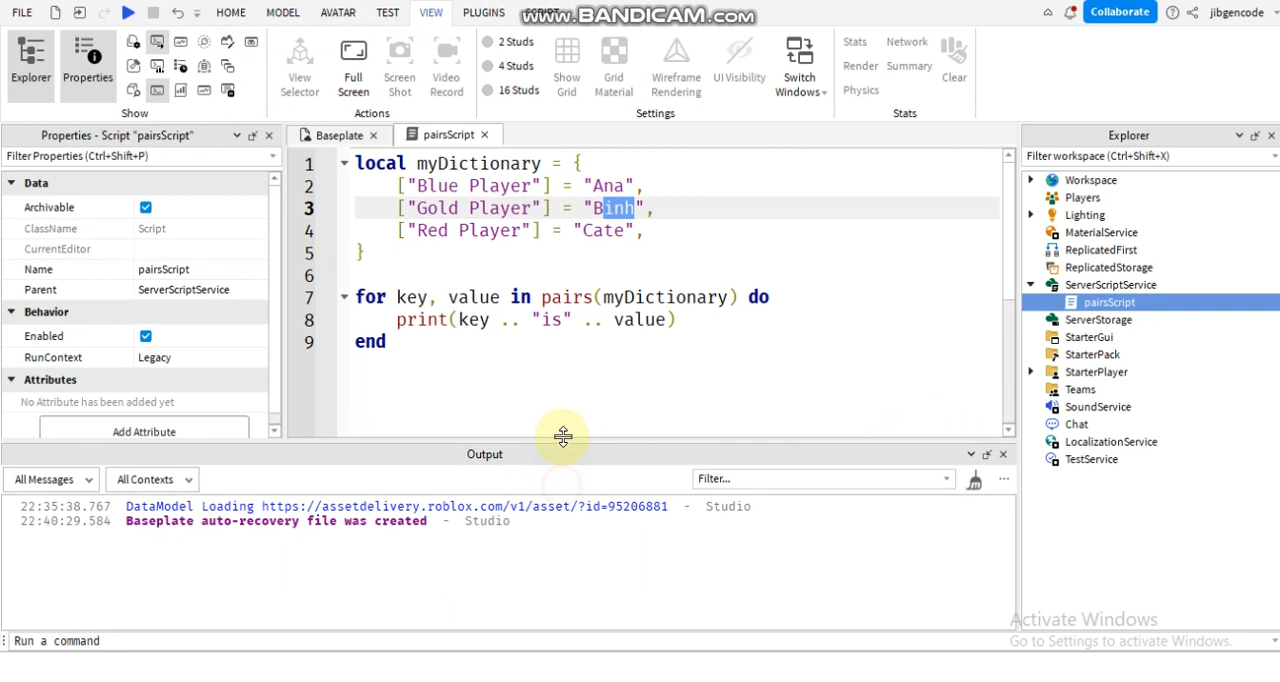 FILE HOME MODEL AVATAR TEST VIEW PLUGINS
www.BANDICAM.com
Collaborate jibgencode
Explorer Properties
Show
View Selector
Full Screen
Screen Shot
Video Record
Actions
2 Studs
4 Studs
16 Studs
Show Grid
Grid Material
Wireframe Rendering
UI Visibility
Switch Windows
Settings
Stats Network
Render Summary
Physics
Clear
Stats
Properties - Script "pairsScript"
Filter Properties (Ctrl+Shift+P)
Data
Archivable
ClassName Script
CurrentEditor
Name pairsScript
Parent ServerScriptService
Behavior
Enabled
RunContext Legacy
Attributes
No Attribute has been added yet
Add Attribute
Baseplate pairsScript
1 local myDictionary = {
2 ["Blue Player"] = "Ana",
3 ["Gold Player"] = "Binh",
4 ["Red Player"] = "Cate",
5 }
6
7 for key, value in pairs(myDictionary) do
8 print(key .. "is" .. value)
9 end
Output
All Messages All Contexts Filter...
22:35:38.767 DataModel Loading https://assetdelivery.roblox.com/v1/asset/?id=95206881 - Studio
22:40:29.584 Baseplate auto-recovery file was created - Studio
Run a command
Explorer
Filter workspace (Ctrl+Shift+X)
Workspace
Players
Lighting
MaterialService
ReplicatedFirst
ReplicatedStorage
ServerScriptService
pairsScript
ServerStorage
StarterGui
StarterPack
StarterPlayer
Teams
SoundService
Chat
LocalizationService
TestService
Activate Windows
Go to Settings to activate Windows.